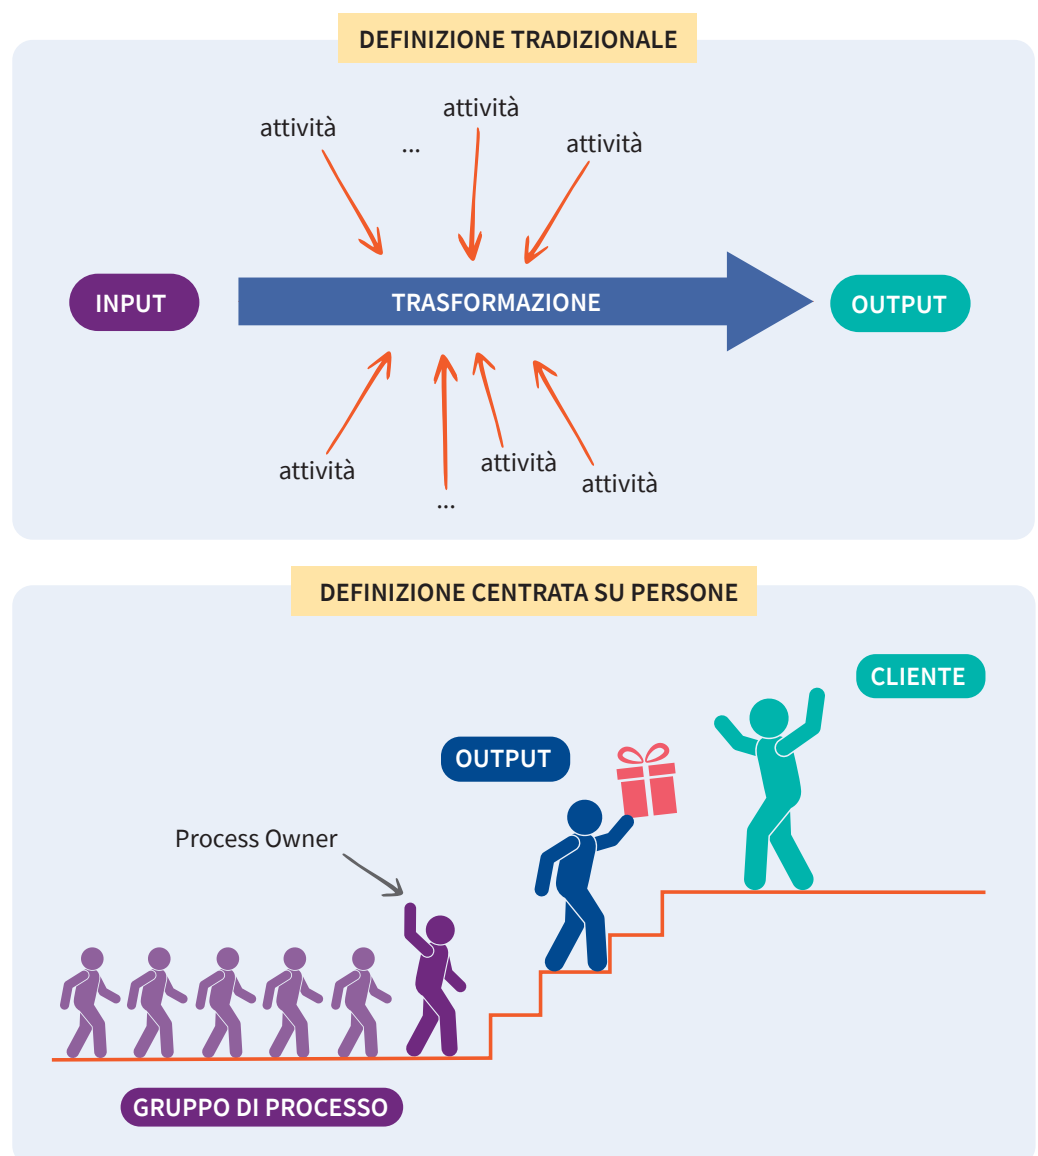 DEFINIZIONE TRADIZIONALE
attività
...
attività
attività
INPUT
TRASFORMAZIONE
OUTPUT
attività
...
attività
attività
DEFINIZIONE CENTRATA SU PERSONE
CLIENTE
OUTPUT
Process Owner
GRUPPO DI PROCESSO